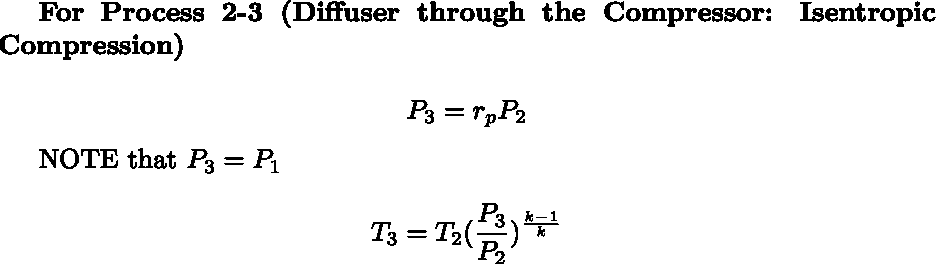 For Process 2-3 (Diffuser through the Compressor: Isentropic
Compression)
P_3 = r_p P_2
NOTE that P_3 = P_1
T_3 = T_2(\frac{P_3}{P_2})^{\frac{k-1}{k}}